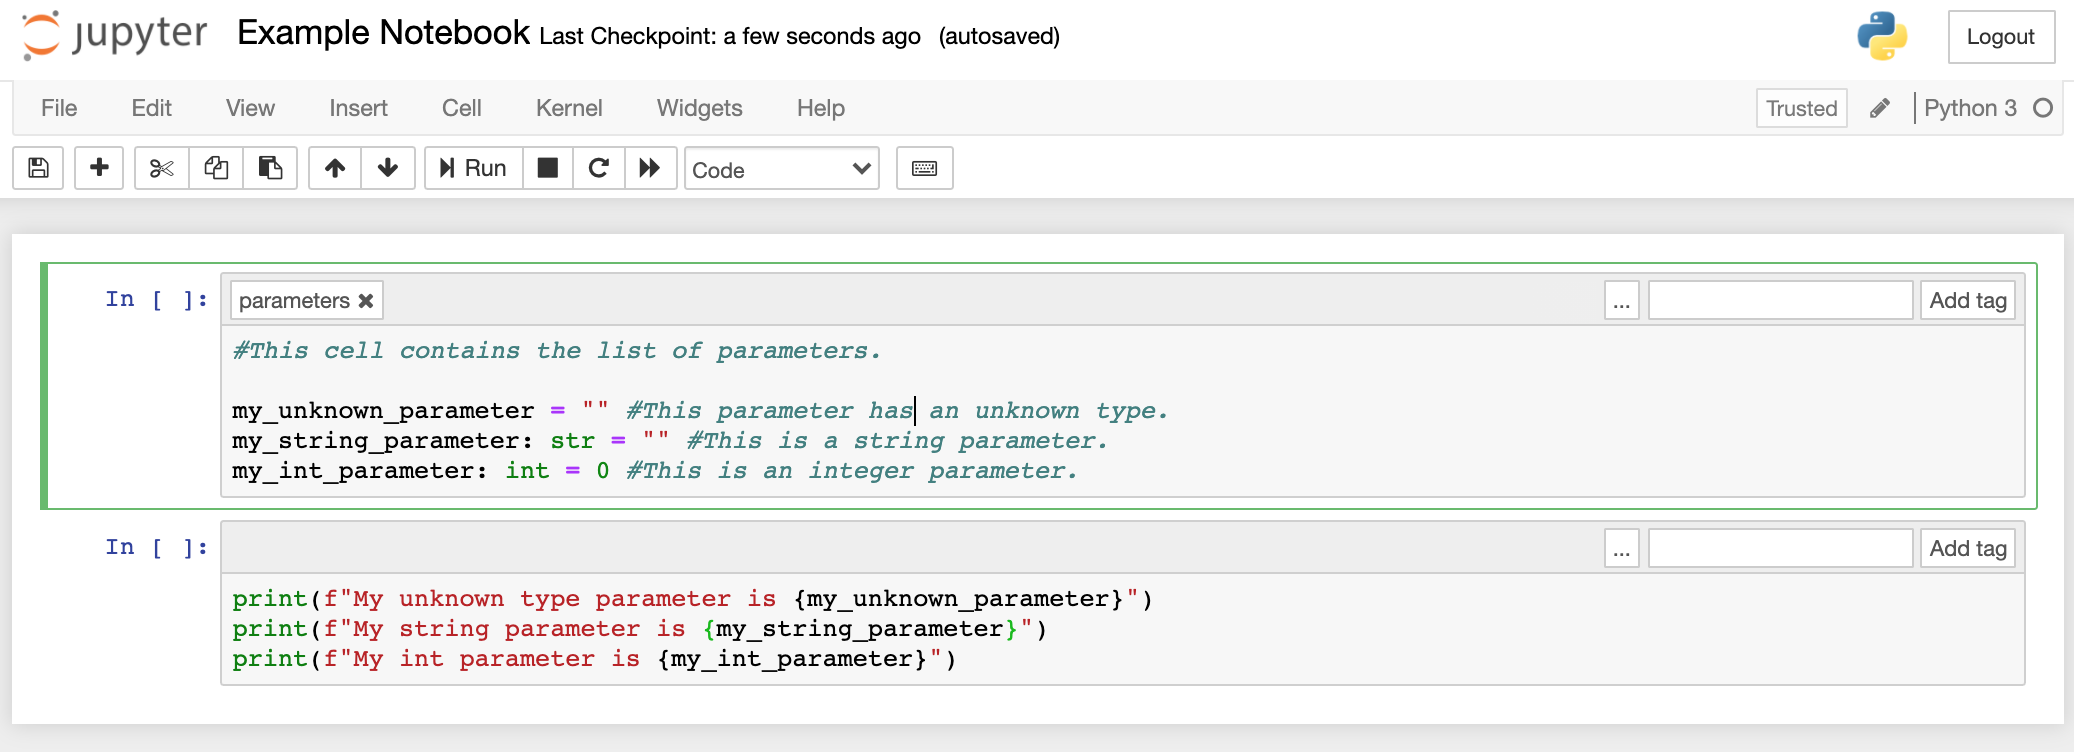 jupyter Example Notebook Last Checkpoint: a few seconds ago (autosaved) Logout
File Edit View Insert Cell Kernel Widgets Help Trusted Python 3
Run Code
In [ ]: parameters ... Add tag
#This cell contains the list of parameters.
my_unknown_parameter = "" #This parameter has an unknown type.
my_string_parameter: str = "" #This is a string parameter.
my_int_parameter: int = 0 #This is an integer parameter.
In [ ]: ... Add tag
print(f"My unknown type parameter is {my_unknown_parameter}")
print(f"My string parameter is {my_string_parameter}")
print(f"My int parameter is {my_int_parameter}")